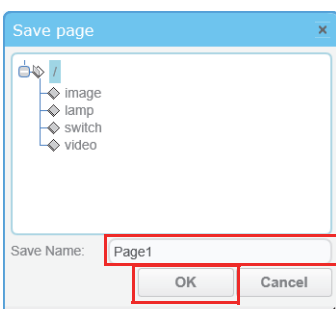 Save page ×
/
image
lamp
switch
video
Save Name: Page1
OK Cancel